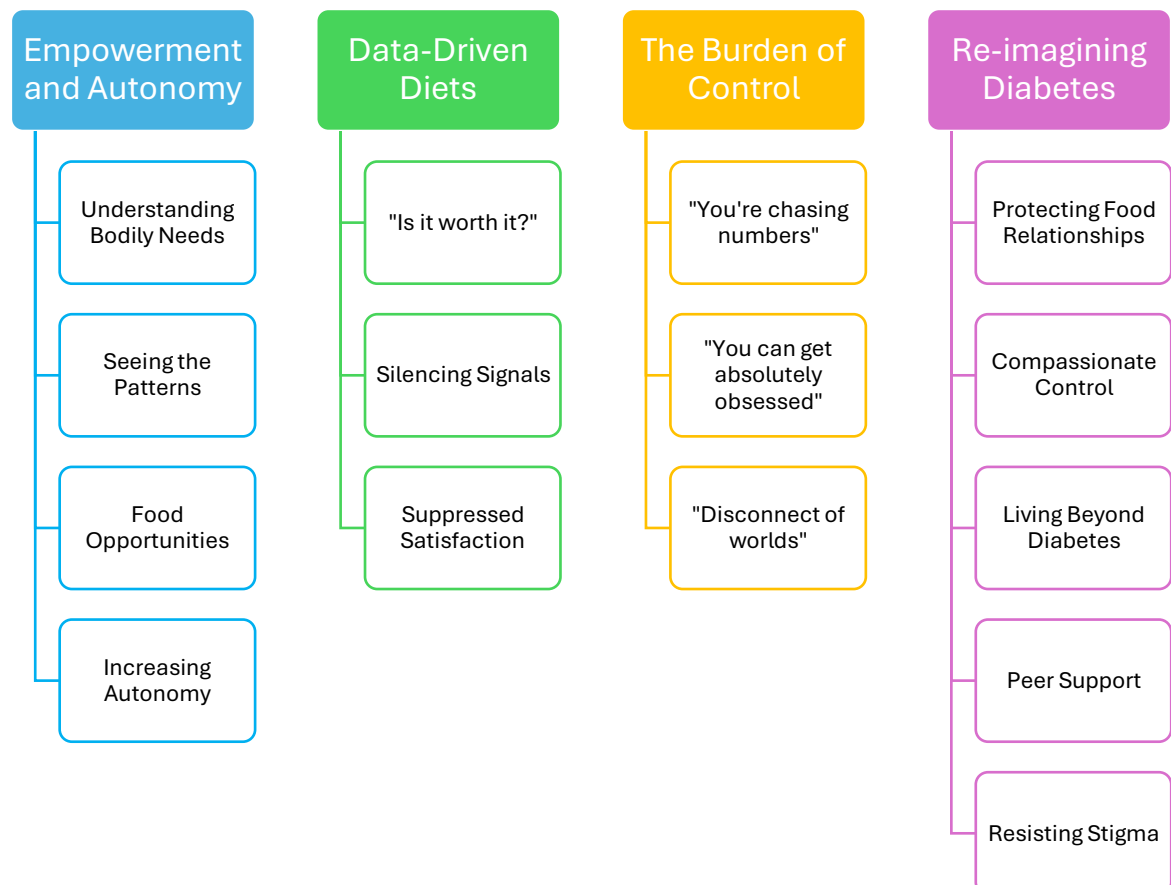 Empowerment
and Autonomy
Understanding
Bodily Needs
Seeing the
Patterns
Food
Opportunities
Increasing
Autonomy
Data-Driven
Diets
"Is it worth it?"
Silencing Signals
Suppressed
Satisfaction
The Burden of
Control
"You're chasing
numbers"
"You can get
absolutely
obsessed"
"Disconnect of
worlds"
Re-imagining
Diabetes
Protecting Food
Relationships
Compassionate
Control
Living Beyond
Diabetes
Peer Support
Resisting Stigma